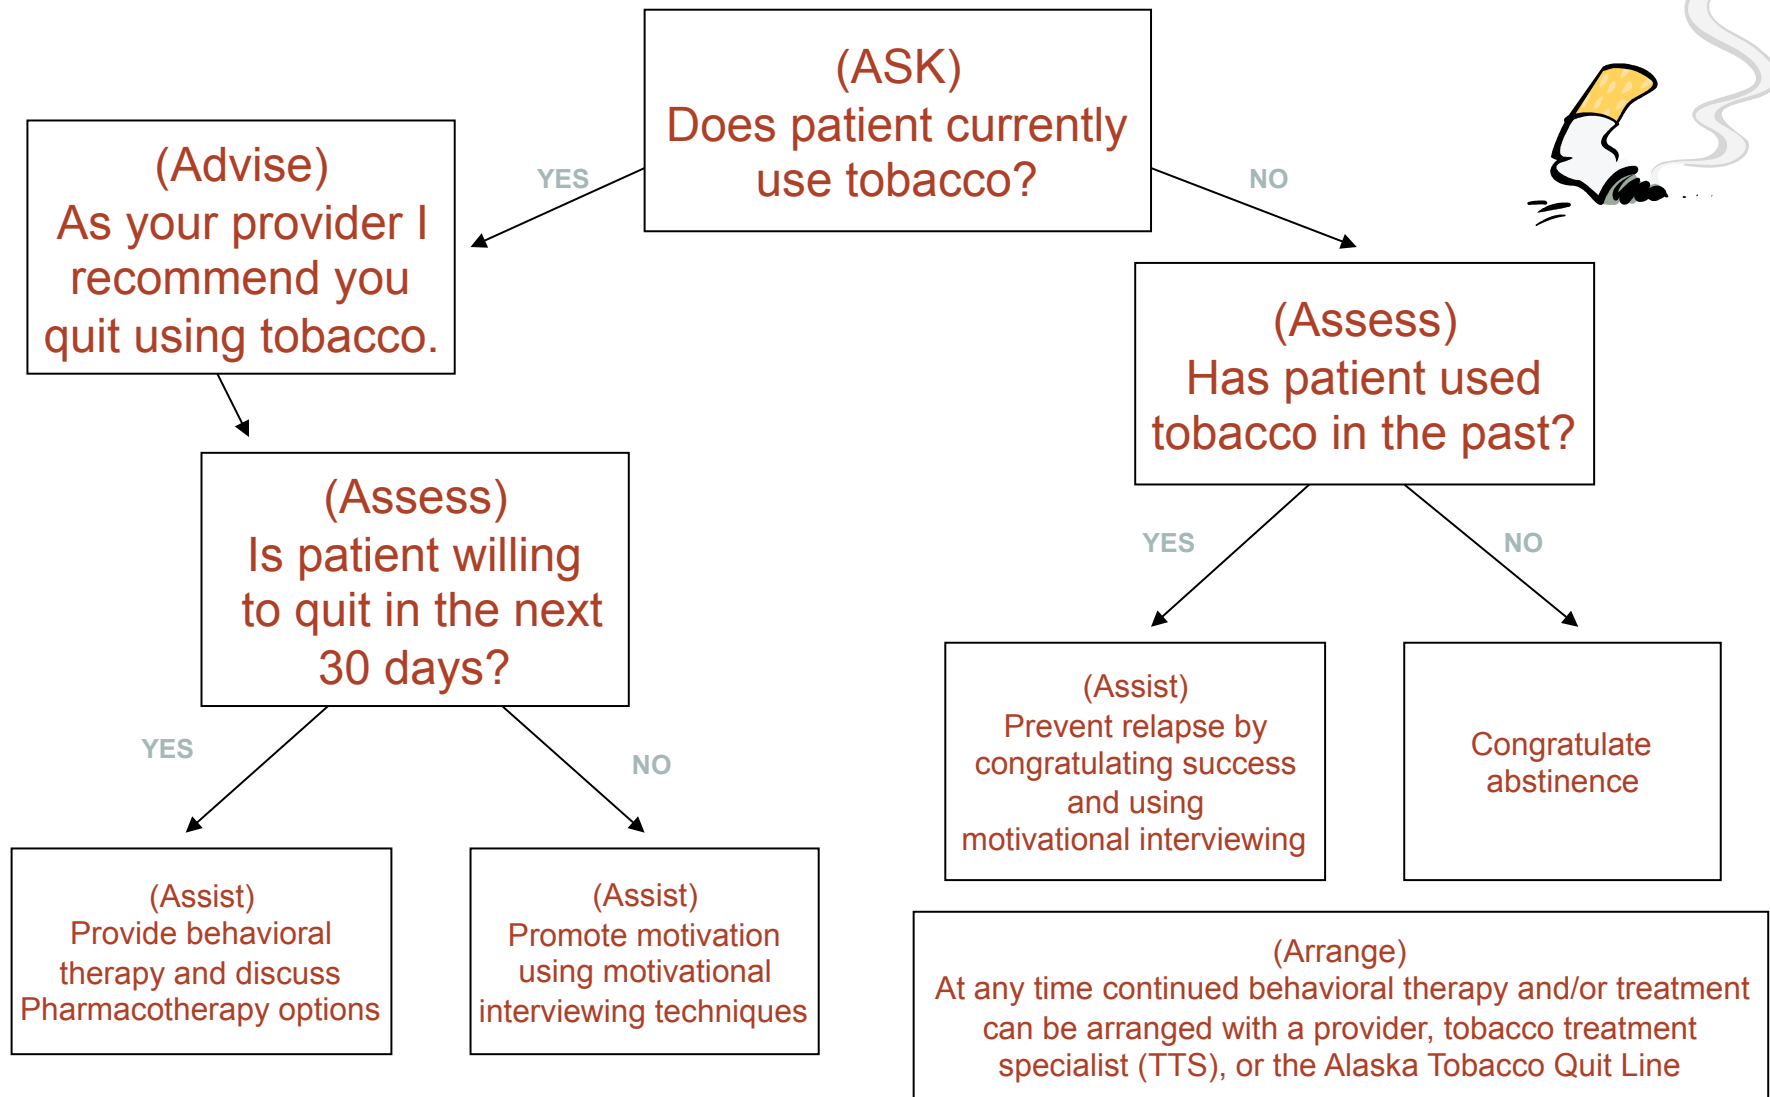 (ASK)
Does patient currently
use tobacco?
YES
NO
(Advise)
As your provider I
recommend you
quit using tobacco.
(Assess)
Has patient used
tobacco in the past?
(Assess)
Is patient willing
to quit in the next
30 days?
YES
NO
YES
NO
(Assist)
Prevent relapse by
congratulating success
and using
motivational interviewing
Congratulate
abstinence
(Assist)
Provide behavioral
therapy and discuss
Pharmacotherapy options
(Assist)
Promote motivation
using motivational
interviewing techniques
(Arrange)
At any time continued behavioral therapy and/or treatment
can be arranged with a provider, tobacco treatment
specialist (TTS), or the Alaska Tobacco Quit Line